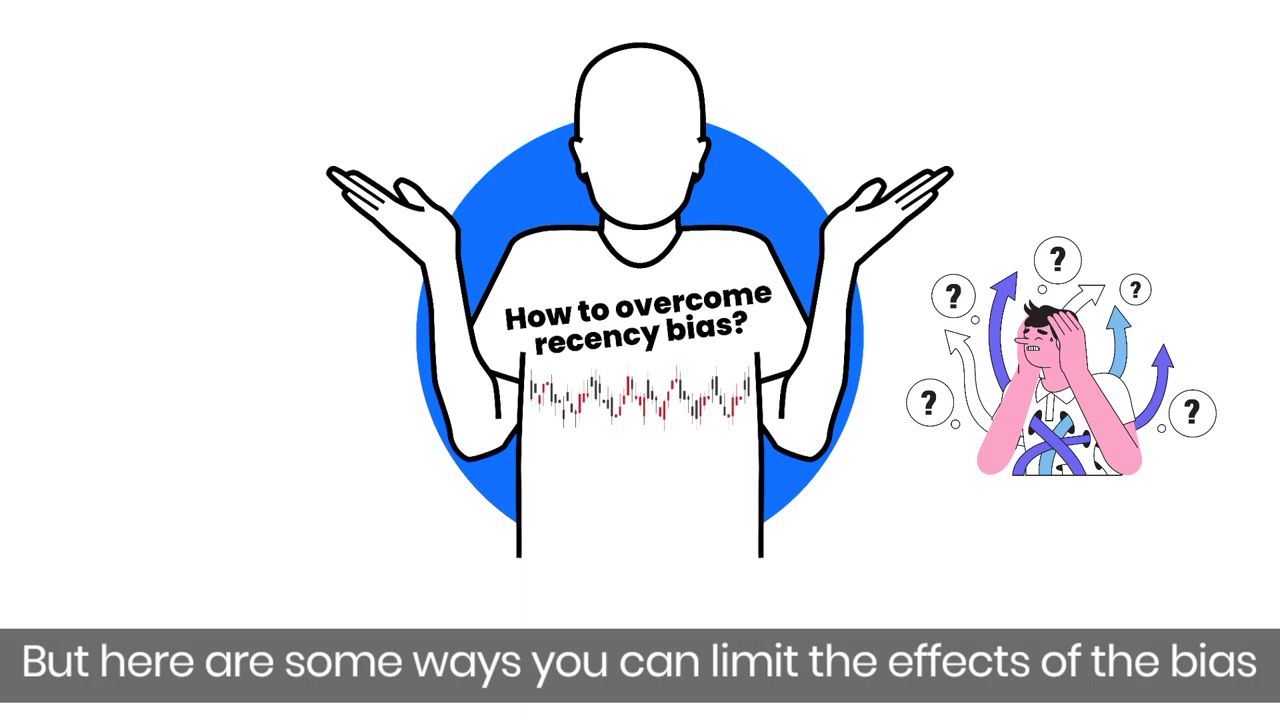 How to overcome
recency bias?
?
?
?
?
?
But here are some ways you can limit the effects of the bias